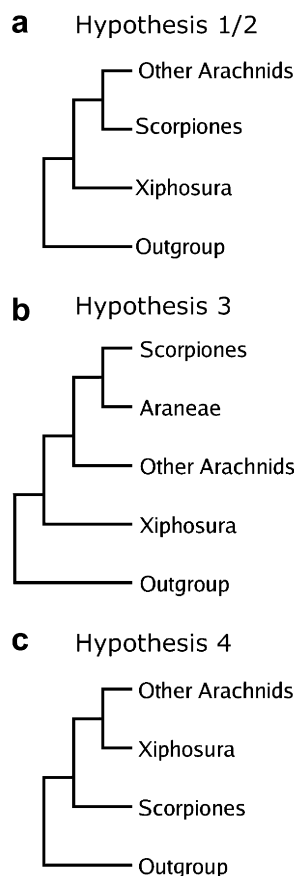 a Hypothesis 1/2
Other Arachnids
Scorpiones
Xiphosura
Outgroup
b Hypothesis 3
Scorpiones
Araneae
Other Arachnids
Xiphosura
Outgroup
c Hypothesis 4
Other Arachnids
Xiphosura
Scorpiones
Outgroup